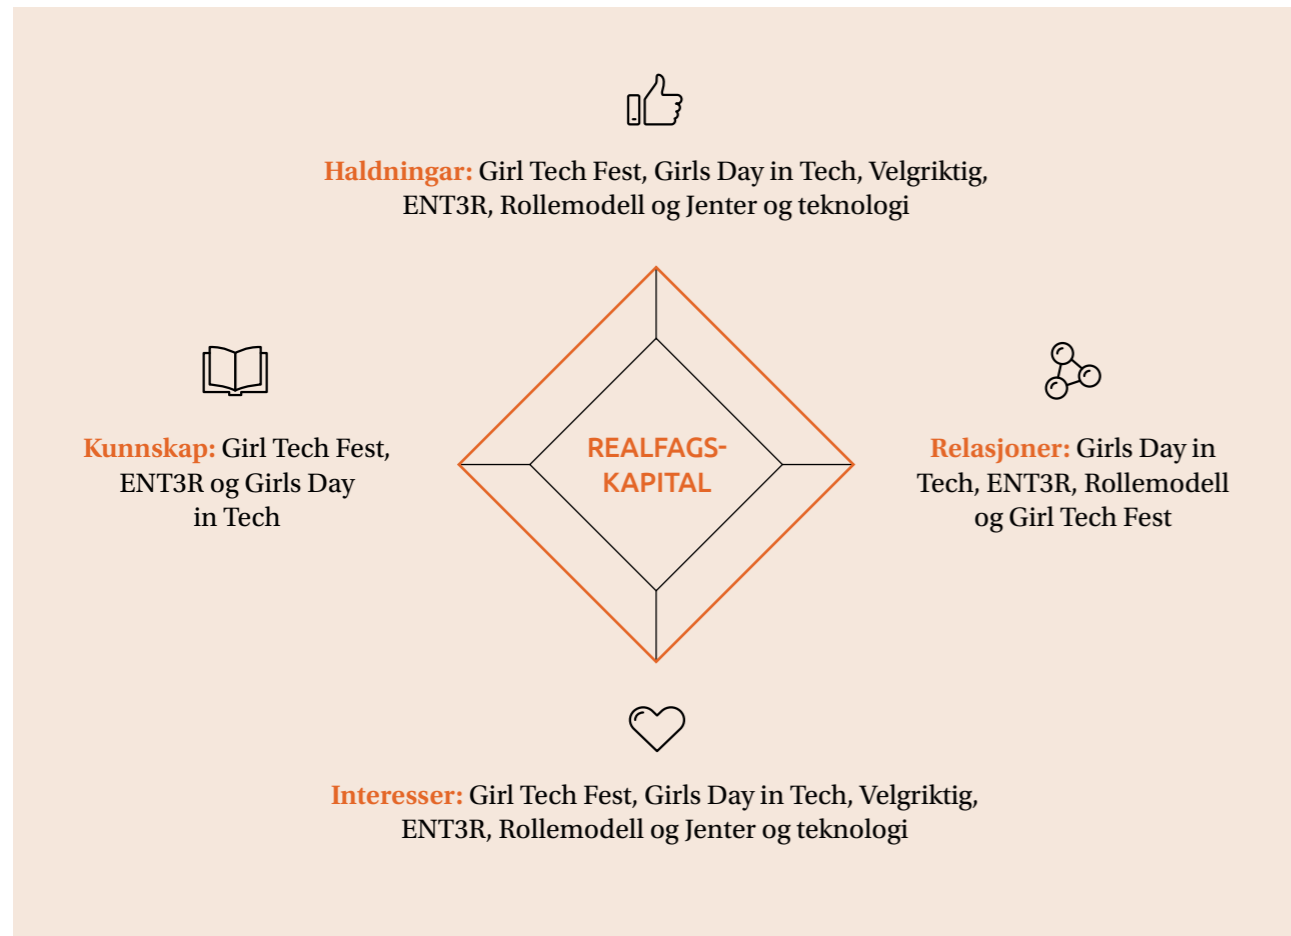 Haldningar: Girl Tech Fest, Girls Day in Tech, Velgriktig,
ENT3R, Rollemodell og Jenter og teknologi
Kunnskap: Girl Tech Fest,
ENT3R og Girls Day
in Tech
REALFAGS-
KAPITAL
Relasjoner: Girls Day in
Tech, ENT3R, Rollemodell
og Girl Tech Fest
Interesser: Girl Tech Fest, Girls Day in Tech, Velgriktig,
ENT3R, Rollemodell og Jenter og teknologi